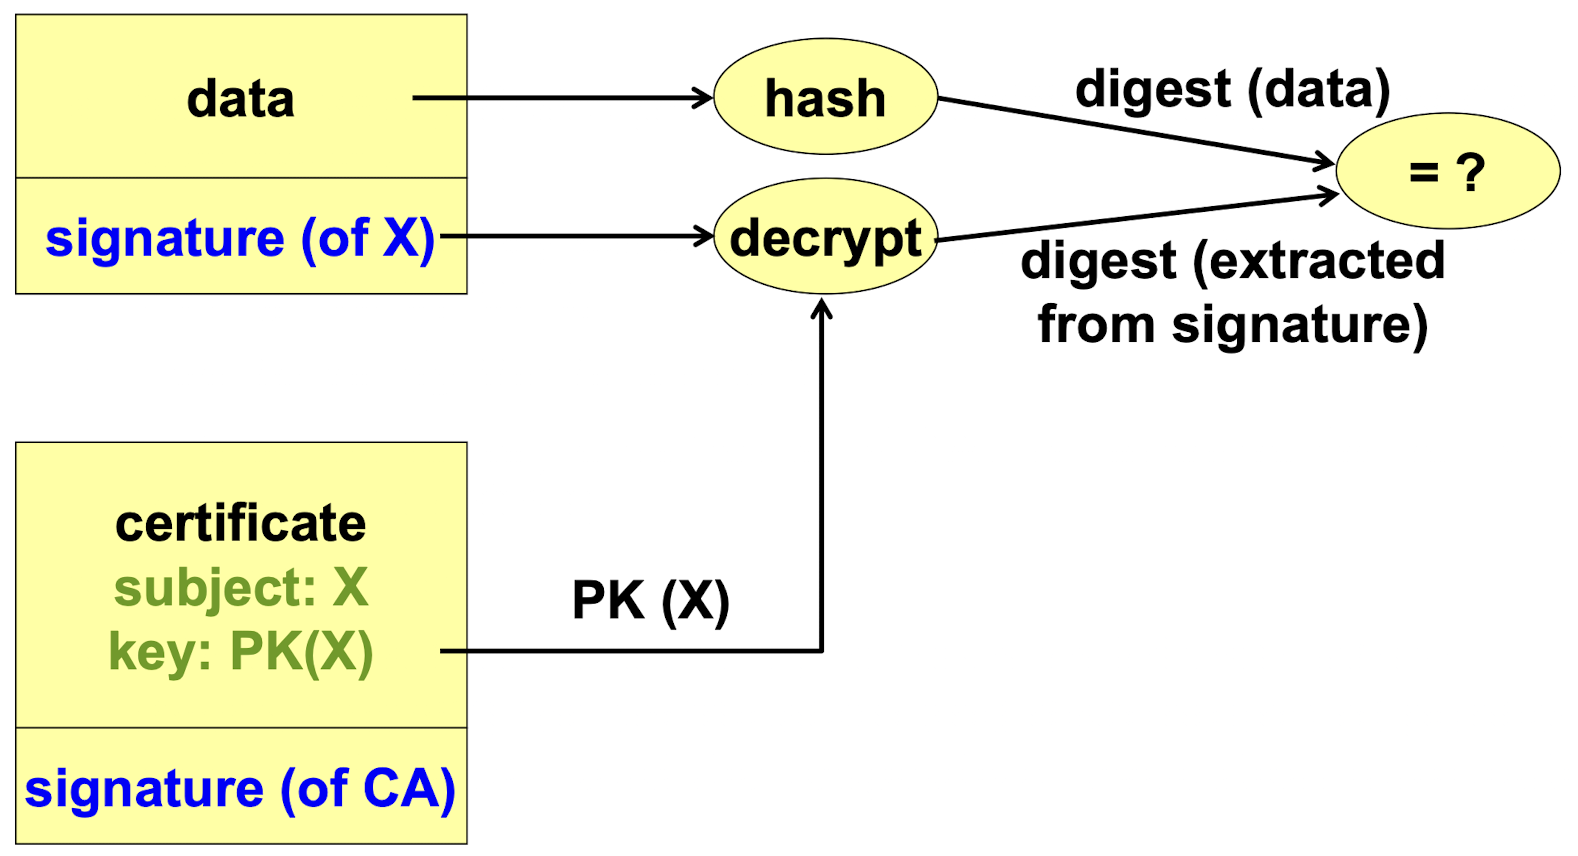 data
hash
digest (data)
= ?
signature (of X)
decrypt
digest (extracted
from signature)
certificate
subject: X
key: PK(X)
PK (X)
signature (of CA)